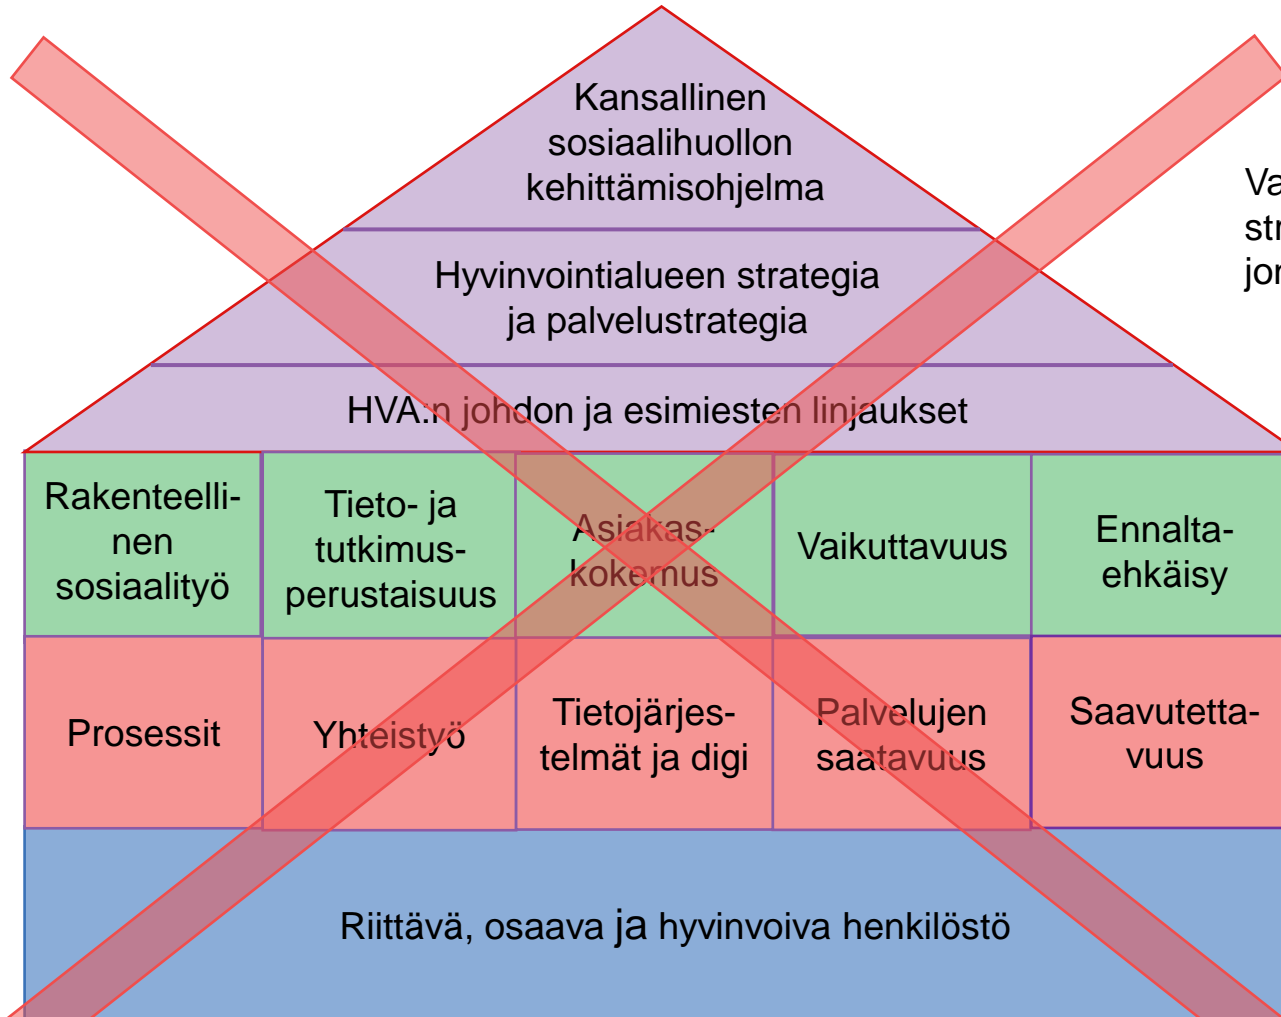 Kansallinen
sosiaalihuollon
kehittämisohjelma
Hyvinvointialueen strategia
ja palvelustrategia
HVA:n johdon ja esimiesten linjaukset
Rakenteelli-
nen
sosiaalityö
Tieto- ja
tutkimus-
perustaisuus
Asiakas-
kokemus
Vaikuttavuus
Ennalta-
ehkäisy
Prosessit
Yhteistyö
Tietojärjes-
telmät ja digi
Palvelujen
saatavuus
Saavutetta-
vuus
Riittävä, osaava ja hyvinvoiva henkilöstö